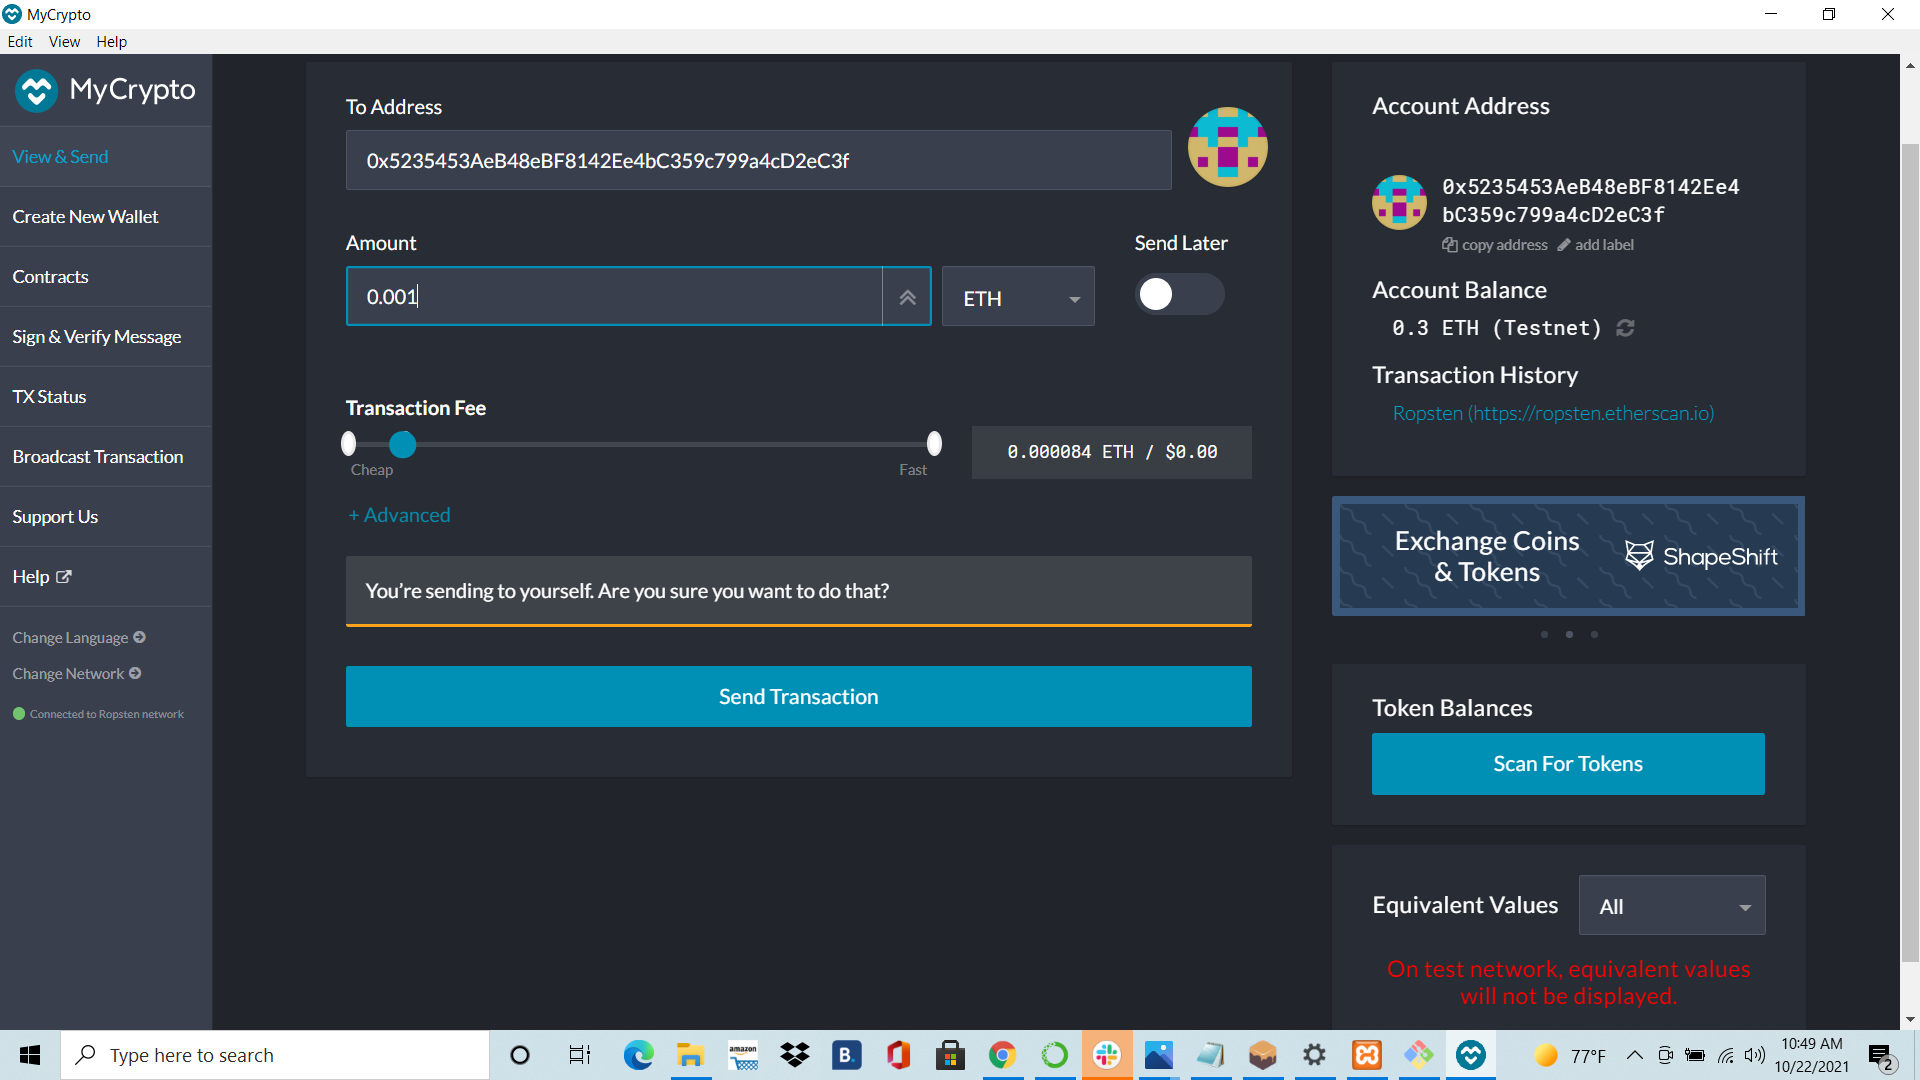 MyCrypto
Edit View Help
MyCrypto
View & Send
Create New Wallet
Contracts
Sign & Verify Message
TX Status
Broadcast Transaction
Support Us
Help
Change Language
Change Network
Connected to Ropsten network
To Address
0x5235453AeB48eBF8142Ee4bC359c799a4cD2eC3f
Amount
Send Later
0.001
ETH
Transaction Fee
Cheap
Fast
0.000084 ETH / $0.00
+ Advanced
You’re sending to yourself. Are you sure you want to do that?
Send Transaction
Account Address
0x5235453AeB48eBF8142Ee4
bC359c799a4cD2eC3f
copy address add label
Account Balance
0.3 ETH (Testnet)
Transaction History
Ropsten (https://ropsten.etherscan.io)
Exchange Coins
& Tokens
ShapeShift
Token Balances
Scan For Tokens
Equivalent Values
All
On test network, equivalent values
will not be displayed.
Type here to search
amazon
B.
77°F
10:49 AM
10/22/2021
2